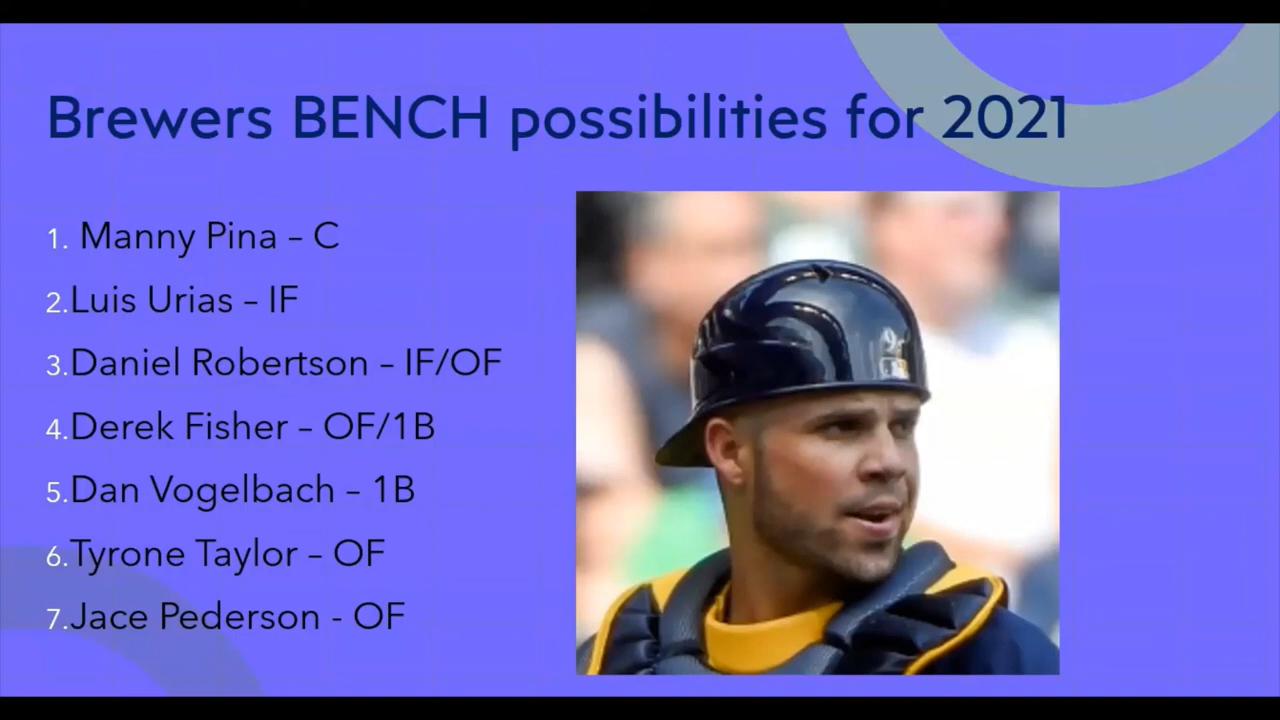 Brewers BENCH possibilities for 2021
1. Manny Pina – C
2.Luis Urias – IF
3.Daniel Robertson – IF/OF
4.Derek Fisher – OF/1B
5.Dan Vogelbach – 1B
6.Tyrone Taylor – OF
7.Jace Pederson - OF